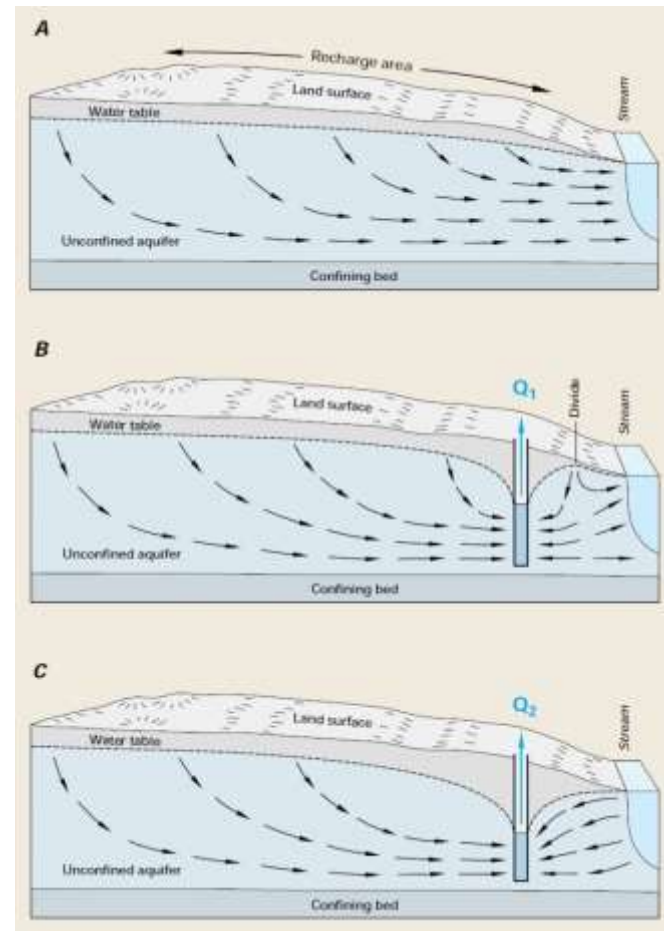 A
Recharge area
Land surface
Stream
Water table
Unconfined aquifer
Confining bed
B
Q1
Divide
Stream
Land surface
Water table
Unconfined aquifer
Confining bed
C
Q2
Stream
Land surface
Water table
Unconfined aquifer
Confining bed